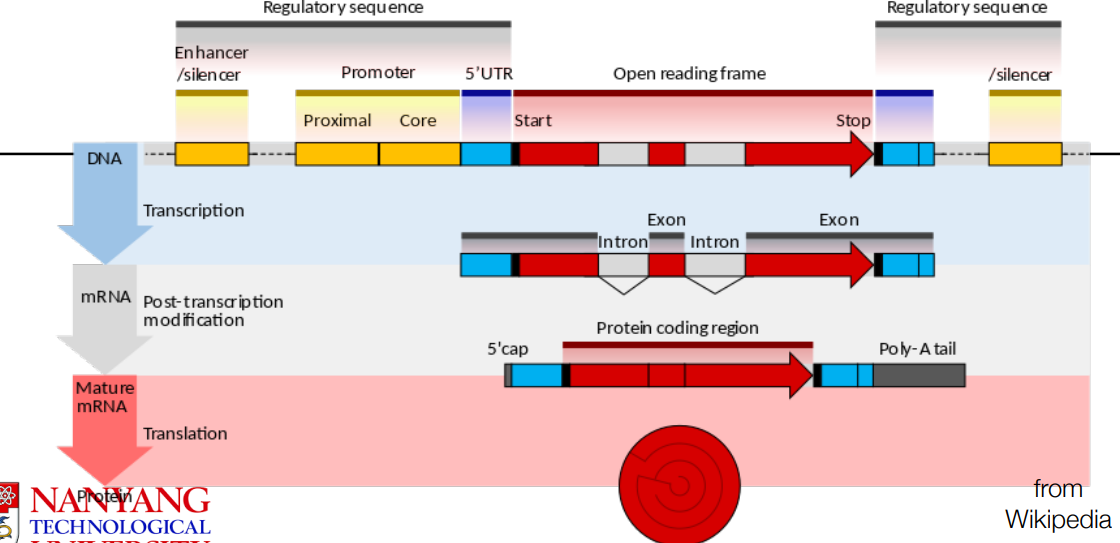 Regulatory sequence
Regulatory sequence
Enhancer
/silencer
Promoter
5'UTR
Open reading frame
/silencer
Proximal
Core
Start
Stop
DNA
Transcription
Exon
Exon
Intron
Intron
mRNA
Post-transcription
modification
Protein coding region
5'cap
Poly-A tail
Mature
mRNA
Translation
Protein
NANYANG
TECHNOLOGICAL
UNIVERSITY
from
Wikipedia